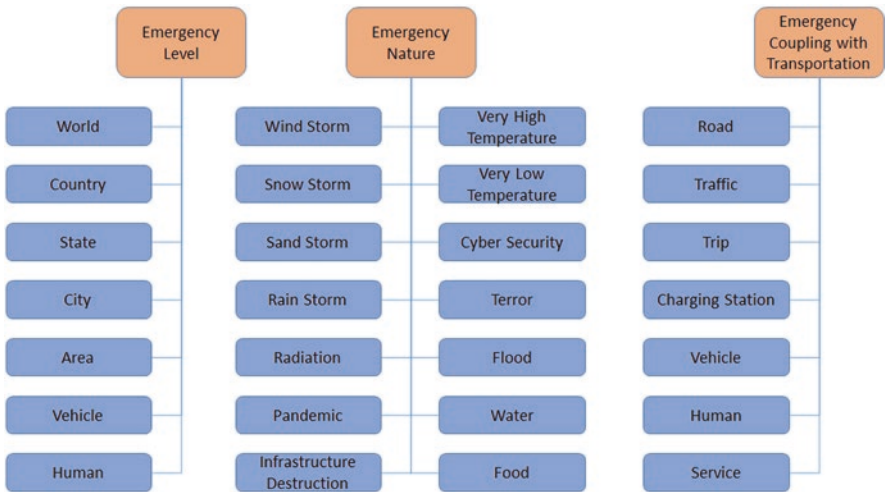 Emergency
Level
World
Country
State
City
Area
Vehicle
Human
Emergency
Nature
Wind Storm
Snow Storm
Sand Storm
Rain Storm
Radiation
Pandemic
Infrastructure
Destruction
Very High
Temperature
Very Low
Temperature
Cyber Security
Terror
Flood
Water
Food
Emergency
Coupling with
Transportation
Road
Traffic
Trip
Charging Station
Vehicle
Human
Service